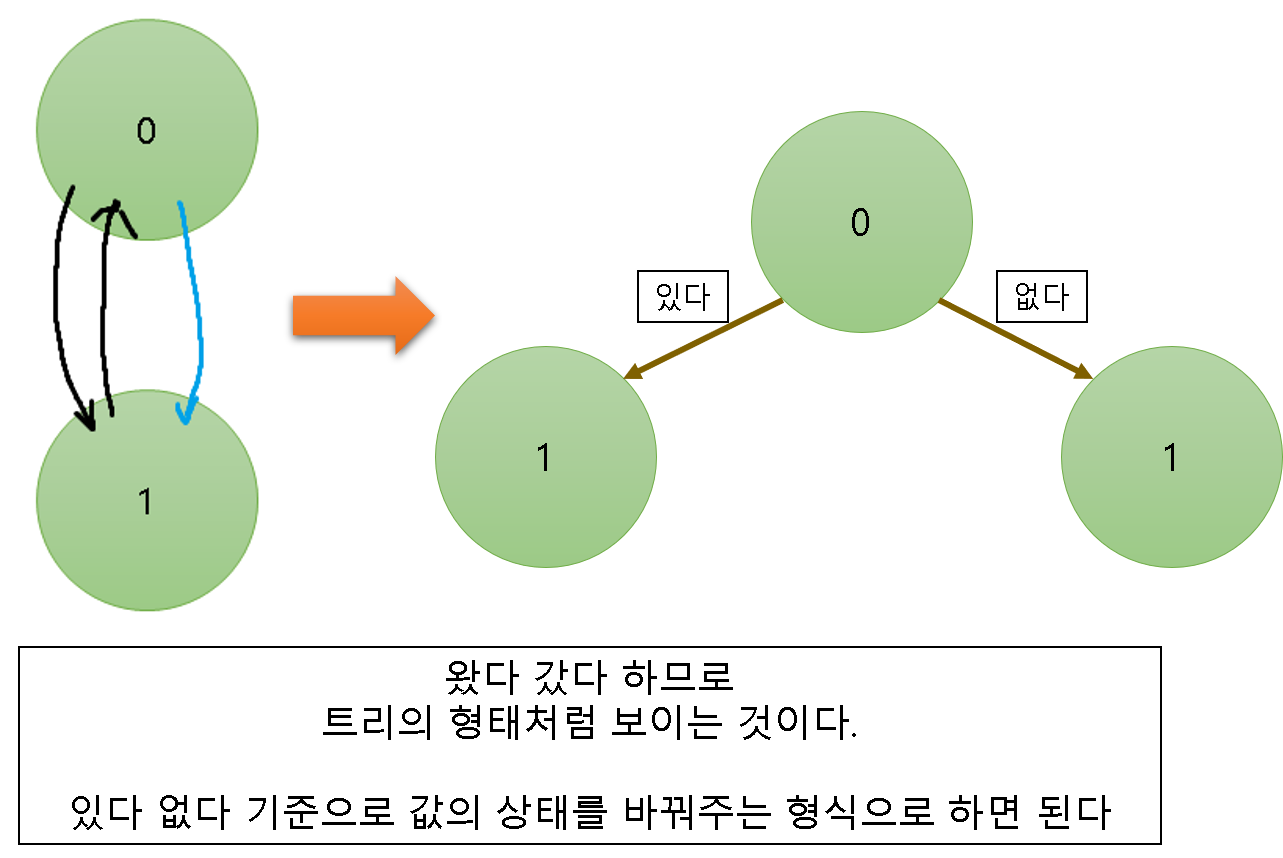 0
1
0
있다
없다
1
1
왔다 갔다 하므로
트리의 형태처럼 보이는 것이다.
있다 없다 기준으로 값의 상태를 바꿔주는 형식으로 하면 된다